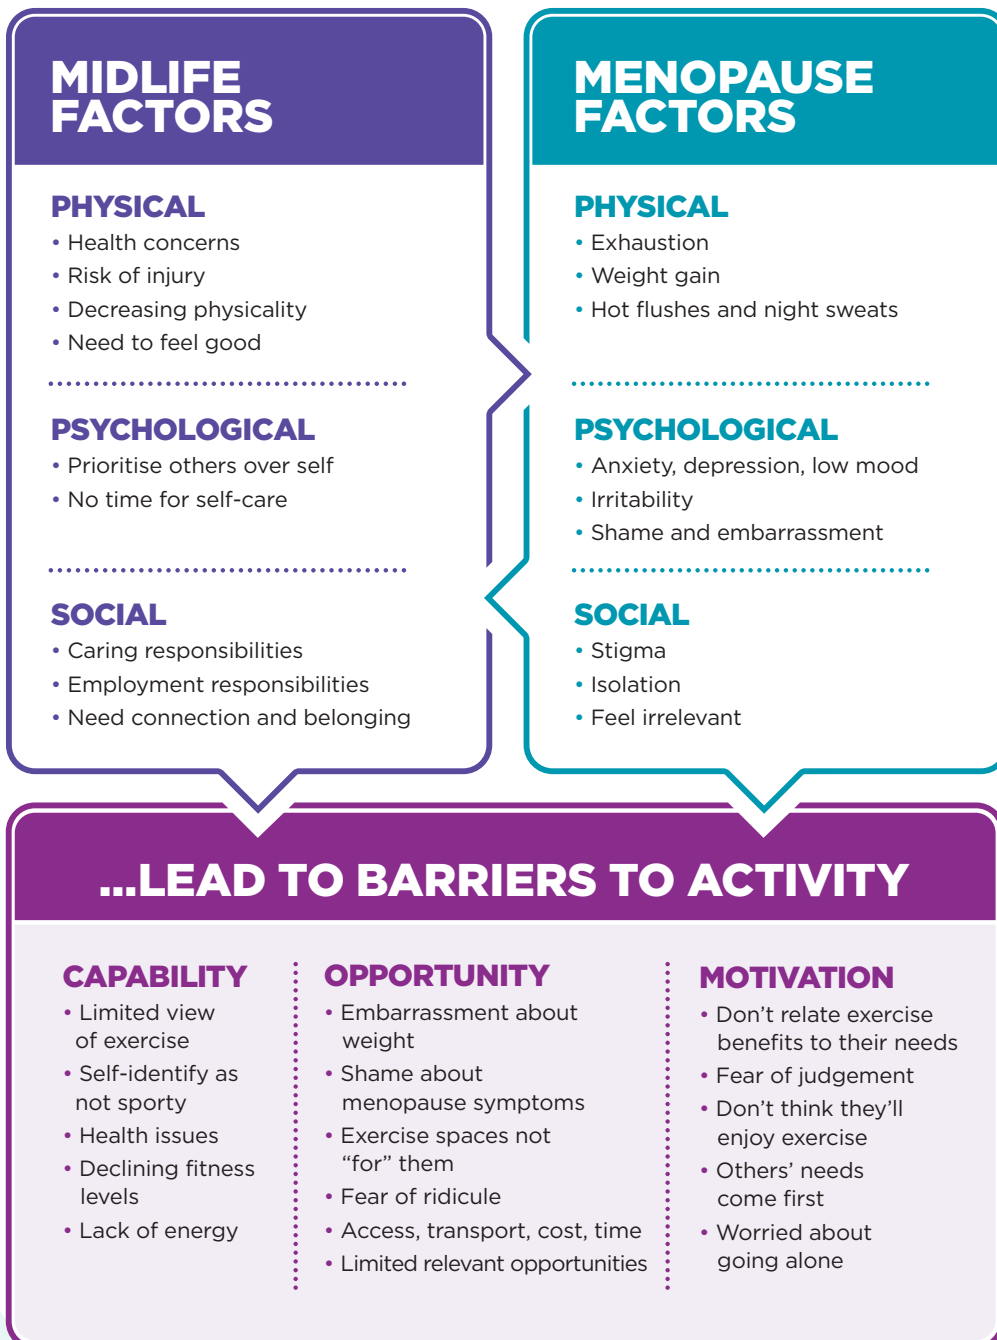 MIDLIFE
FACTORS
PHYSICAL
• Health concerns
• Risk of injury
• Decreasing physicality
• Need to feel good
PSYCHOLOGICAL
• Prioritise others over self
• No time for self-care
SOCIAL
• Caring responsibilities
• Employment responsibilities
• Need connection and belonging
MENOPAUSE
FACTORS
PHYSICAL
• Exhaustion
• Weight gain
• Hot flushes and night sweats
PSYCHOLOGICAL
• Anxiety, depression, low mood
• Irritability
• Shame and embarrassment
SOCIAL
• Stigma
• Isolation
• Feel irrelevant
...LEAD TO BARRIERS TO ACTIVITY
CAPABILITY
• Limited view
of exercise
• Self-identify as
not sporty
• Health issues
• Declining fitness
levels
• Lack of energy
OPPORTUNITY
• Embarrassment about
weight
• Shame about
menopause symptoms
• Exercise spaces not
“for” them
• Fear of ridicule
• Access, transport, cost, time
• Limited relevant opportunities
MOTIVATION
• Don’t relate exercise
benefits to their needs
• Fear of judgement
• Don’t think they’ll
enjoy exercise
• Others’ needs
come first
• Worried about
going alone